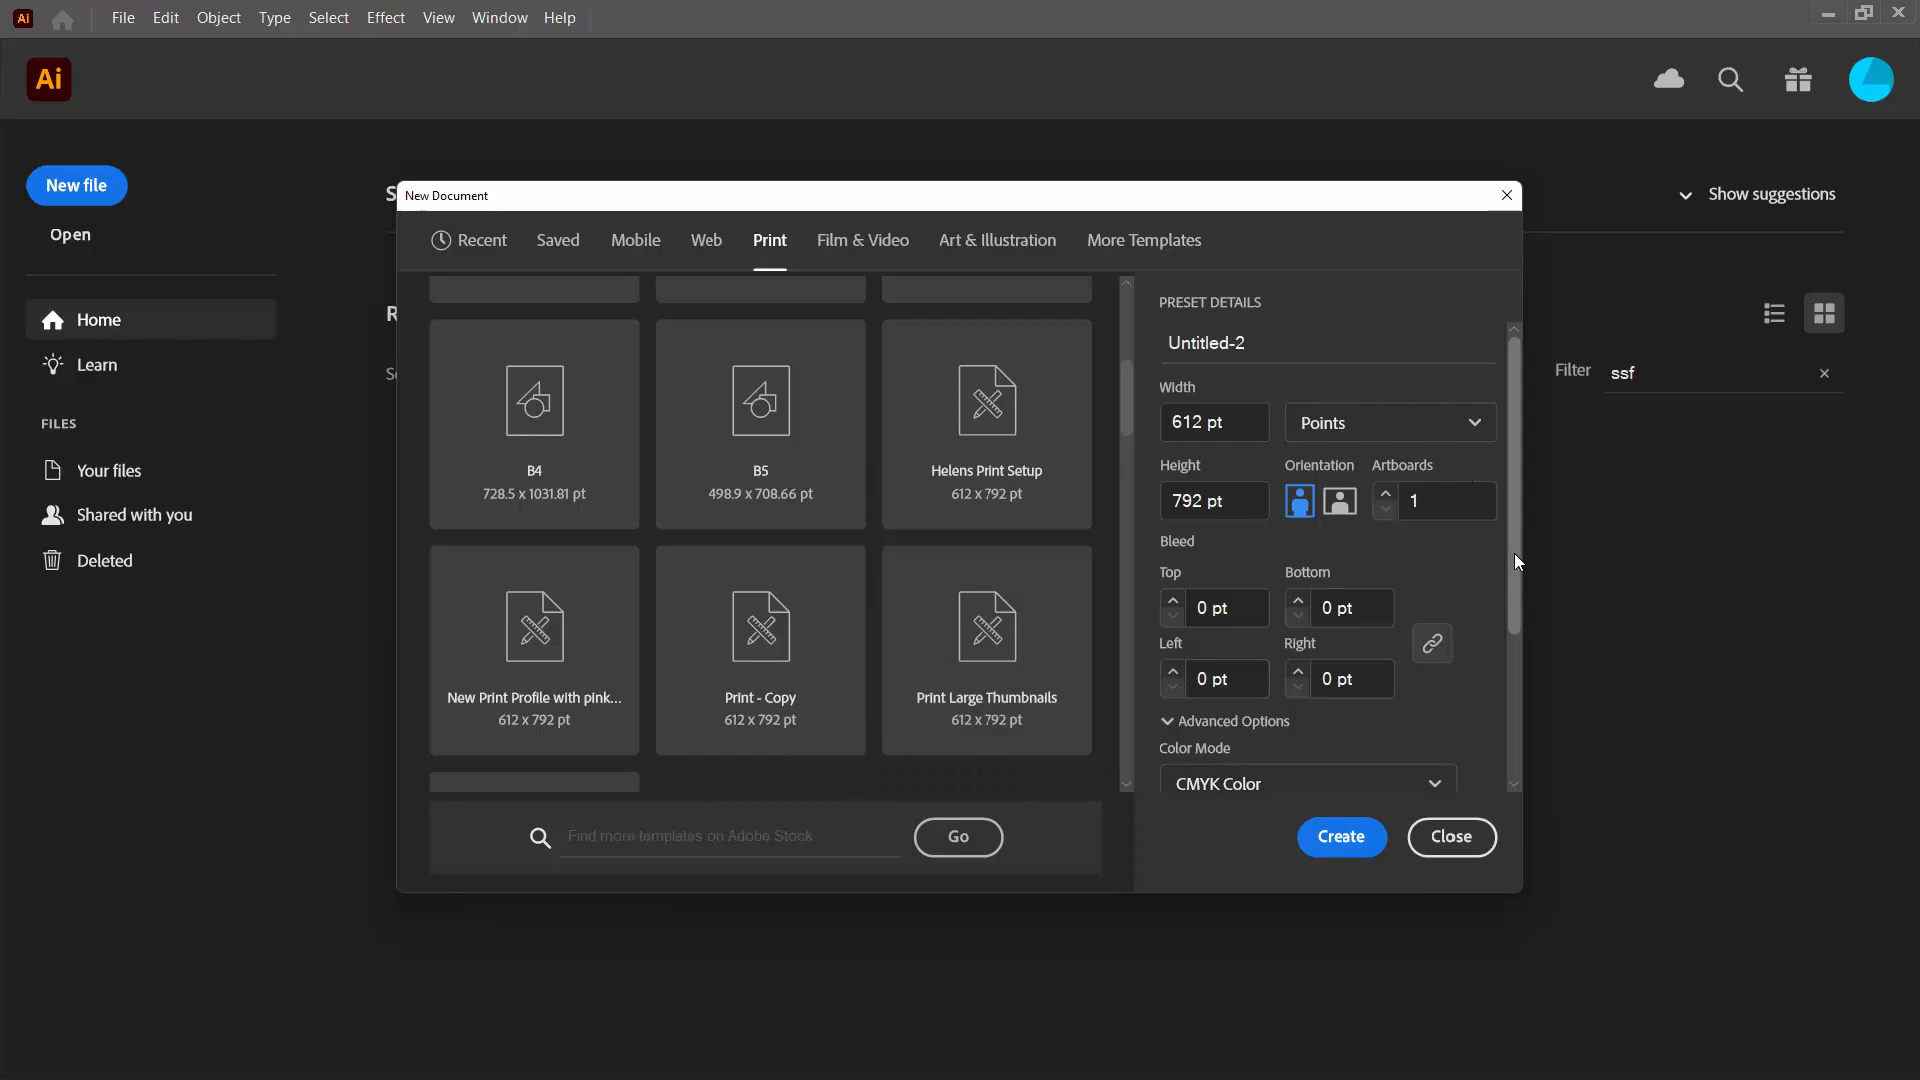 Ai File Edit Object Type Select Effect View Window Help
Ai
New file
S
Show suggestions
Open
Home
Learn
FILES
Your files
Shared with you
Deleted
R
Filter ssf
New Document
Recent Saved Mobile Web Print Film & Video Art & Illustration More Templates
B4
728.5 x 1031.81 pt
B5
498.9 x 708.66 pt
Helens Print Setup
612 x 792 pt
New Print Profile with pink...
612 x 792 pt
Print - Copy
612 x 792 pt
Print Large Thumbnails
612 x 792 pt
Find more templates on Adobe Stock
Go
PRESET DETAILS
Untitled-2
Width
612 pt Points
Height Orientation Artboards
792 pt 1
Bleed
Top Bottom
0 pt 0 pt
Left Right
0 pt 0 pt
Advanced Options
Color Mode
CMYK Color
Create Close